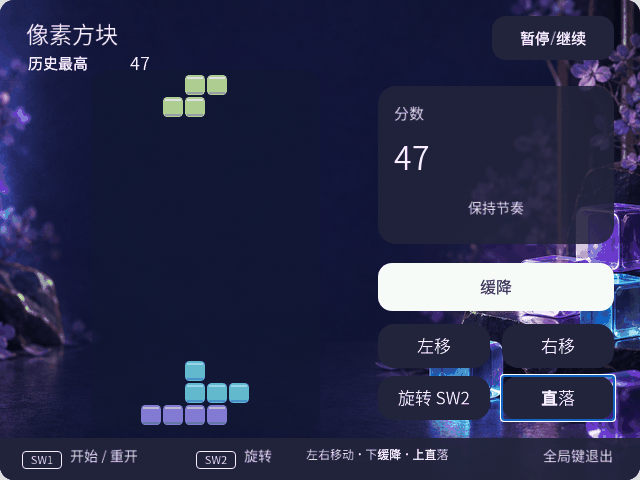 像素方块
暂停/继续
历史最高 47
分数
47
保持节奏
缓降
左移 右移
旋转 SW2 直落
SW1 开始 / 重开 SW2 旋转 左右移动·下缓降·上直落 全局键退出